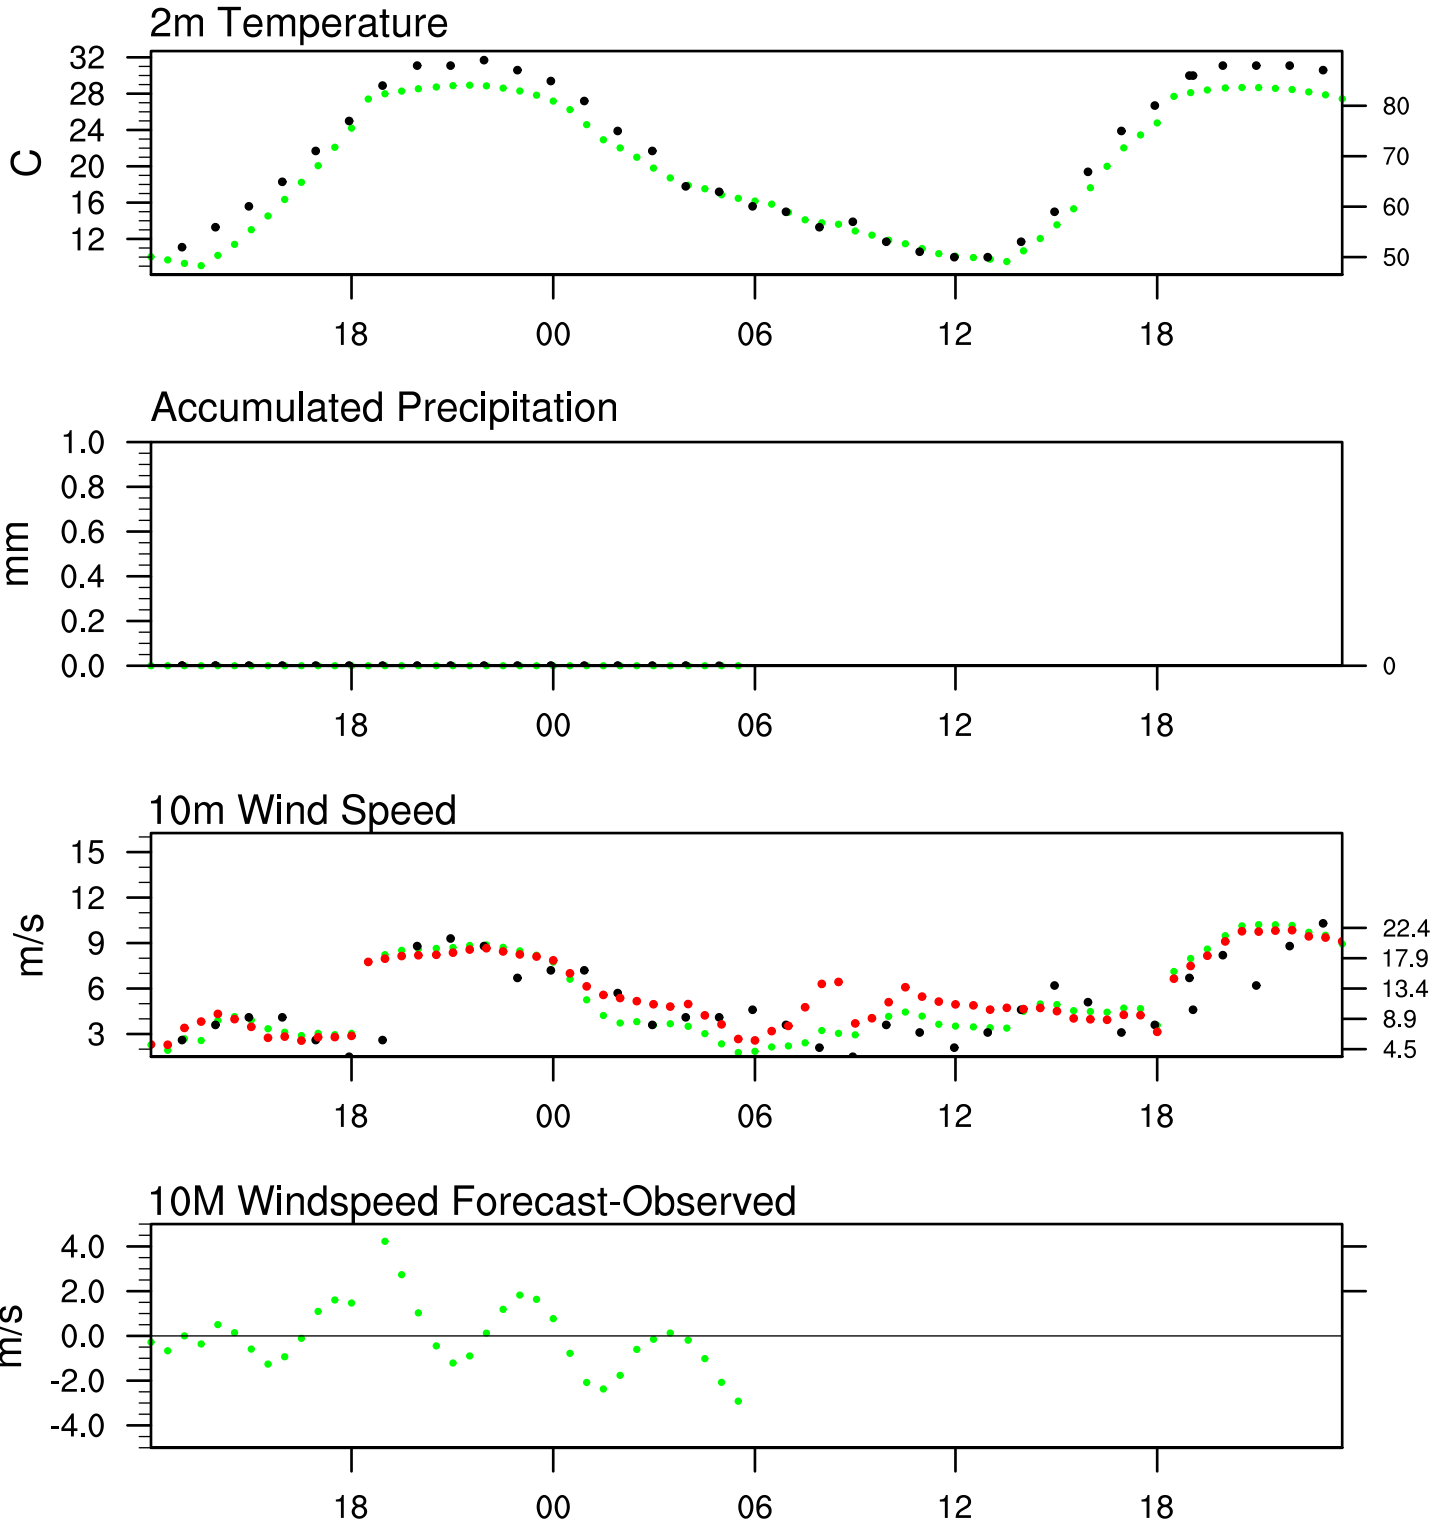 2m Temperature
32
28
24
20
16
12
C
80
70
60
50
18 00 06 12 18
Accumulated Precipitation
1.0
0.8
0.6
0.4
0.2
0.0
mm
0
18 00 06 12 18
10m Wind Speed
15
12
9
6
3
m/s
22.4
17.9
13.4
8.9
4.5
18 00 06 12 18
10M Windspeed Forecast-Observed
4.0
2.0
0.0
-2.0
-4.0
m/s
18 00 06 12 18